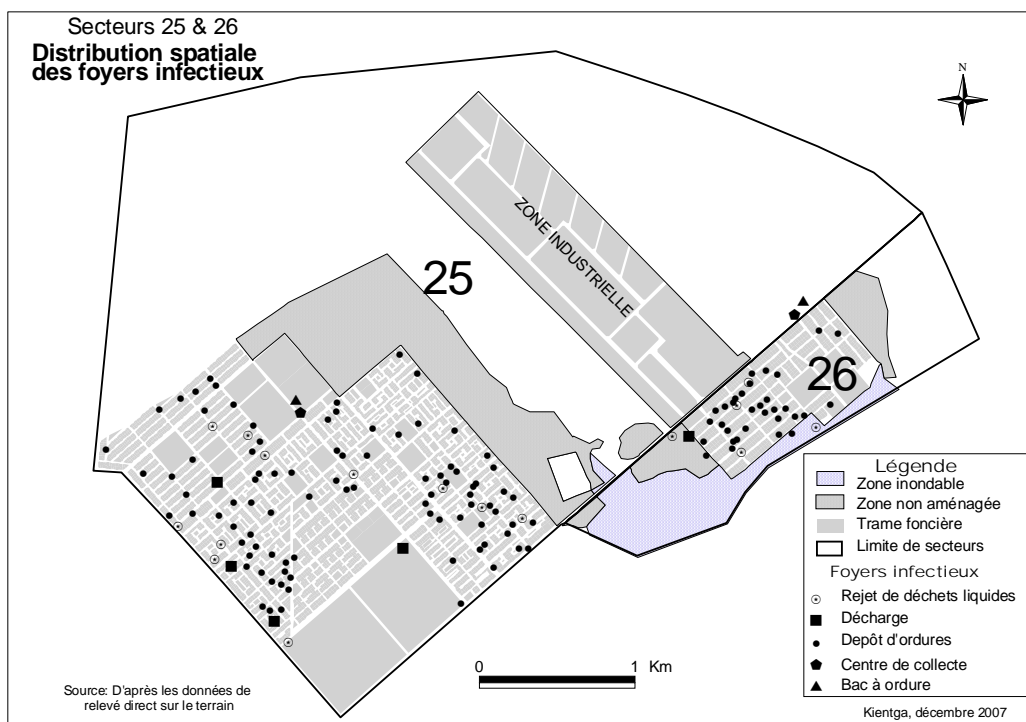 Secteurs 25 & 26
Distribution spatiale
des foyers infectieux
N
ZONE INDUSTRIELLE
25
26
Légende
Zone inondable
Zone non aménagée
Trame foncière
Limite de secteurs
Foyers infectieux
Rejet de déchets liquides
Décharge
Depôt d'ordures
Centre de collecte
Bac à ordure
0 1 Km
Source: D'après les données de
relevé direct sur le terrain
Kientga, décembre 2007